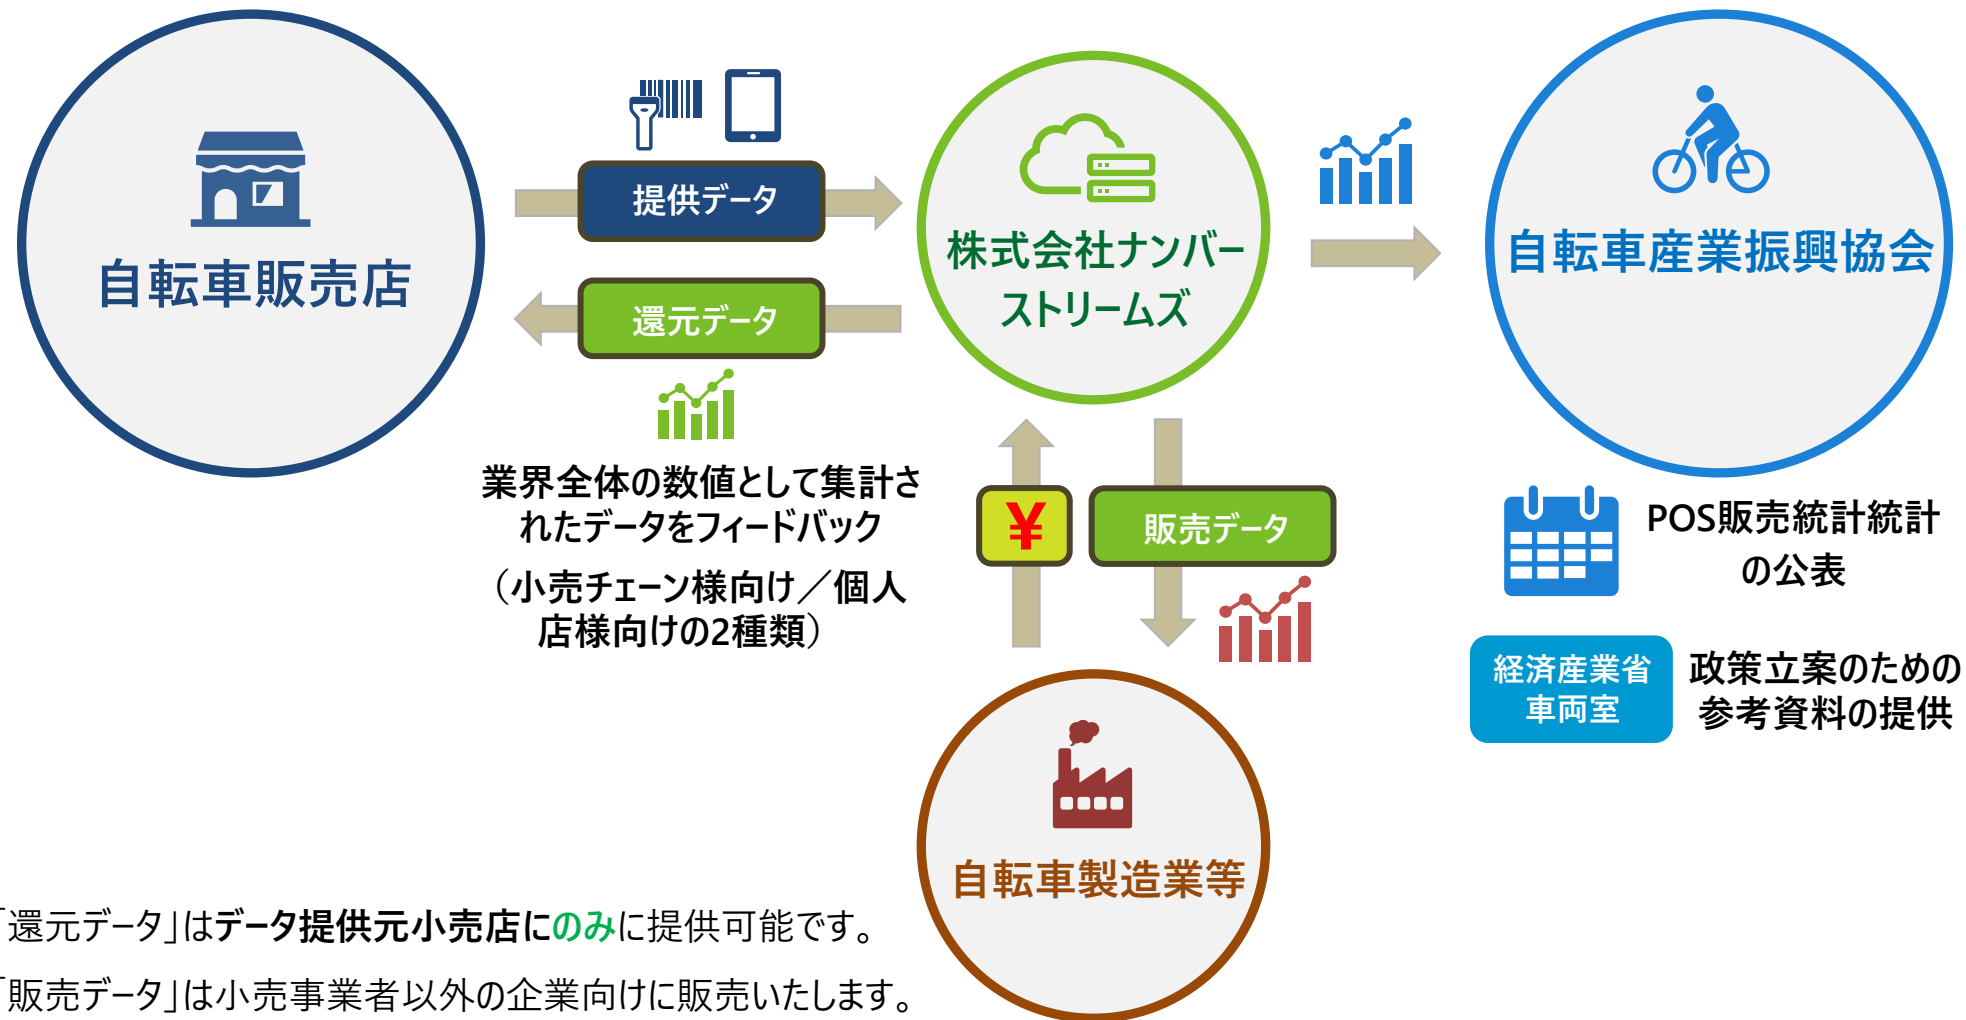 自転車販売店
提供データ
還元データ
業界全体の数値として集計さ
れたデータをフィードバック
（小売チェーン様向け／個人
店様向けの2種類）
株式会社ナンバー
ストリームズ
自転車産業振興協会
POS販売統計統計
の公表
経済産業省
車両室
政策立案のための
参考資料の提供
¥
販売データ
自転車製造業等
「還元データ」はデータ提供元小売店にのみに提供可能です。
「販売データ」は小売事業者以外の企業向けに販売いたします。